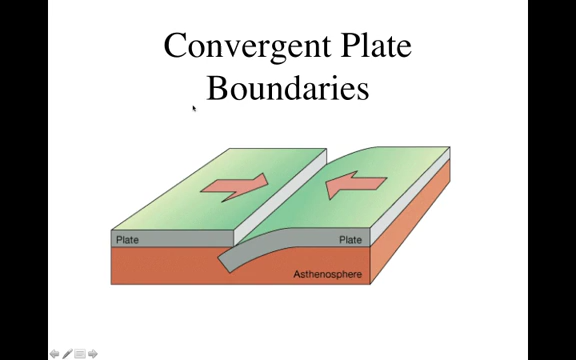 Convergent Plate
Boundaries
Plate
Plate
Asthenosphere